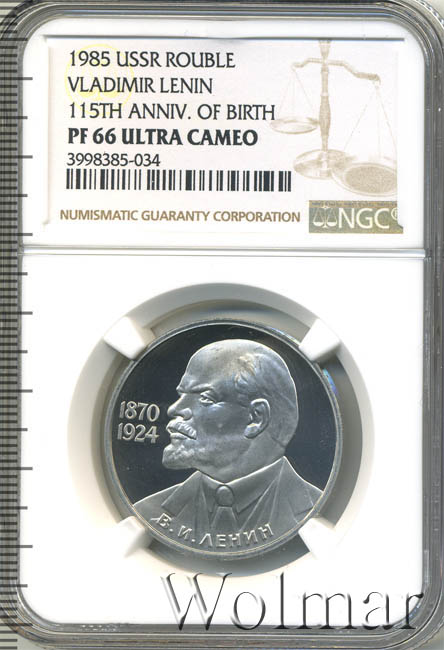 1985 USSR ROUBLE
VLADIMIR LENIN
115TH ANNIV. OF BIRTH
PF 66 ULTRA CAMEO
3998385-034
NUMISMATIC GUARANTY CORPORATION
NGC
1870
1924
В. И. ЛЕНИН
Wolmar